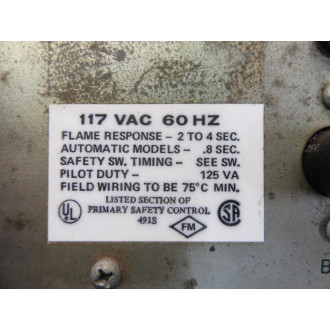 117 VAC 60 HZ
FLAME RESPONSE - 2 TO 4 SEC.
AUTOMATIC MODELS - .8 SEC.
SAFETY SW. TIMING - SEE SW.
PILOT DUTY - 125 VA
FIELD WIRING TO BE 75°C MIN.
LISTED SECTION OF
PRIMARY SAFETY CONTROL
491S
UL
FM
SA
B